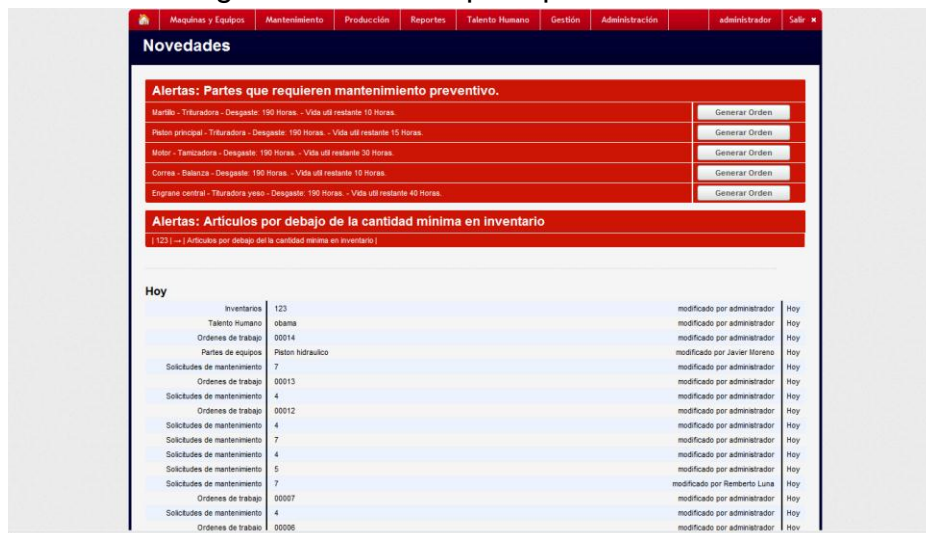 Maquinas y Equipos Mantenimiento Producción Reportes Talento Humano Gestión Administración administrador Salir ×
Novedades
Alertas: Partes que requieren mantenimiento preventivo.
Martillo - Trituradora - Desgaste: 190 Horas. - Vida util restante 10 Horas. Generar Orden
Piston principal - Trituradora - Desgaste: 190 Horas. - Vida util restante 15 Horas. Generar Orden
Motor - Tamizadora - Desgaste: 190 Horas. - Vida util restante 30 Horas. Generar Orden
Correa - Balanza - Desgaste: 190 Horas. - Vida util restante 10 Horas. Generar Orden
Engrane central - Tituradora yeso - Desgaste: 190 Horas. - Vida util restante 40 Horas. Generar Orden
Alertas: Articulos por debajo de la cantidad minima en inventario
| 123 | → | Articulos por debajo del la cantidad minima en inventario |
Hoy
Inventarios 123 modificado por administrador Hoy
Talento Humano obama modificado por administrador Hoy
Ordenes de trabajo 00014 modificado por administrador Hoy
Partes de equipos Piston hidraulico modificado por Javier Moreno Hoy
Solicitudes de mantenimiento 7 modificado por administrador Hoy
Ordenes de trabajo 00013 modificado por administrador Hoy
Solicitudes de mantenimiento 4 modificado por administrador Hoy
Ordenes de trabajo 00012 modificado por administrador Hoy
Solicitudes de mantenimiento 4 modificado por administrador Hoy
Solicitudes de mantenimiento 7 modificado por administrador Hoy
Solicitudes de mantenimiento 4 modificado por administrador Hoy
Solicitudes de mantenimiento 5 modificado por administrador Hoy
Solicitudes de mantenimiento 7 modificado por Remberto Luna Hoy
Ordenes de trabajo 00007 modificado por administrador Hoy
Solicitudes de mantenimiento 4 modificado por administrador Hoy
Ordenes de trabajo 00006 modificado por administrador Hoy